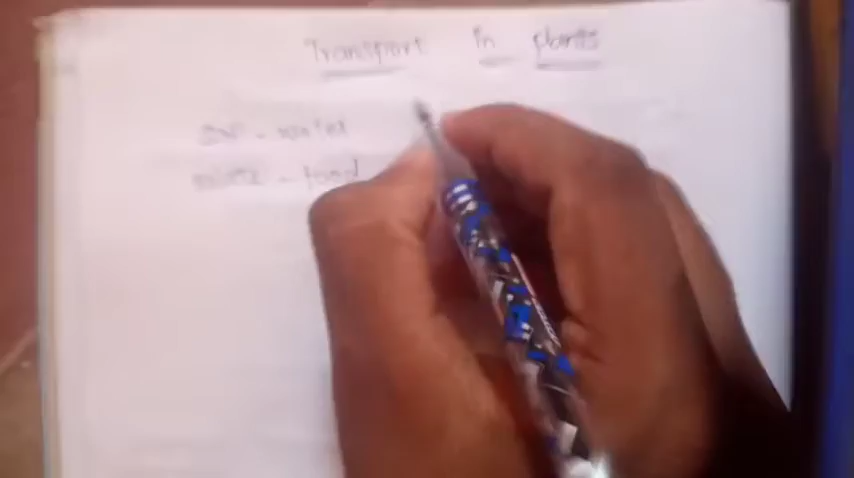 Transport in plants
- water
- food